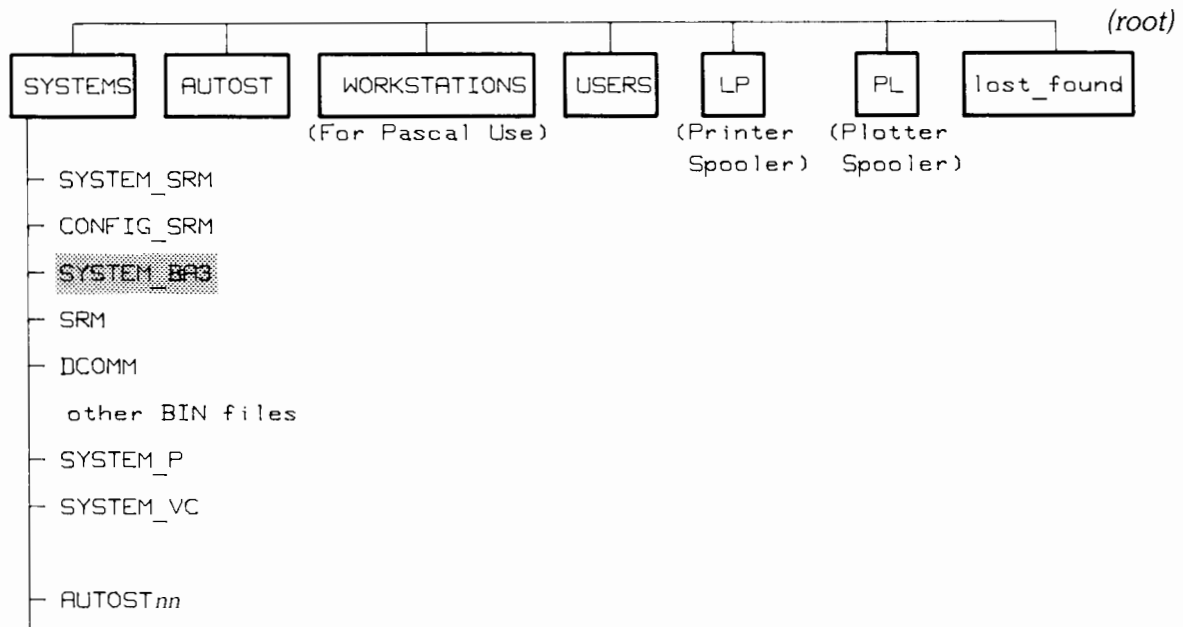 (root)
SYSTEMS AUTOST WORKSTATIONS USERS LP PL lost_found
(For Pascal Use) (Printer Spooler) (Plotter Spooler)
SYSTEM_SRM
CONFIG_SRM
SYSTEM_BA3
SRM
DCOMM
other BIN files
SYSTEM_P
SYSTEM_VC
AUTOSTnn